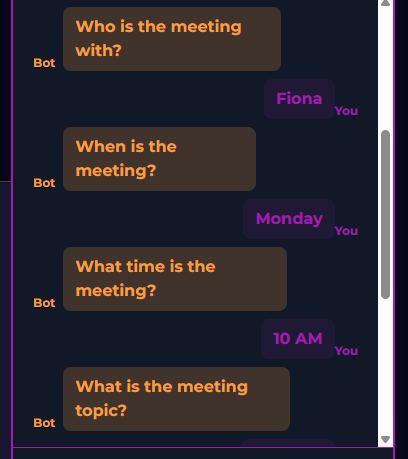 Who is the meeting
with?
Bot
Fiona
You
When is the
meeting?
Bot
Monday
You
What time is the
meeting?
Bot
10 AM
You
What is the meeting
topic?
Bot